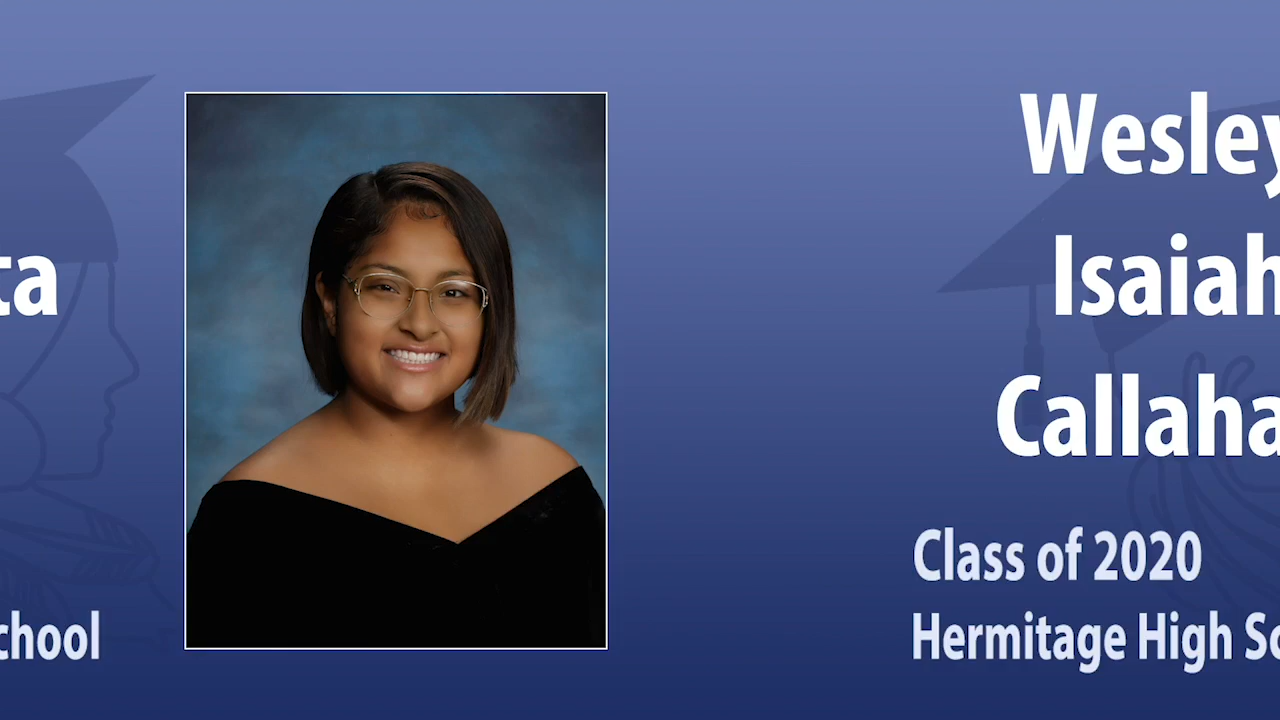 ta
chool
Wesley
Isaiah
Callaha
Class of 2020
Hermitage High Sc